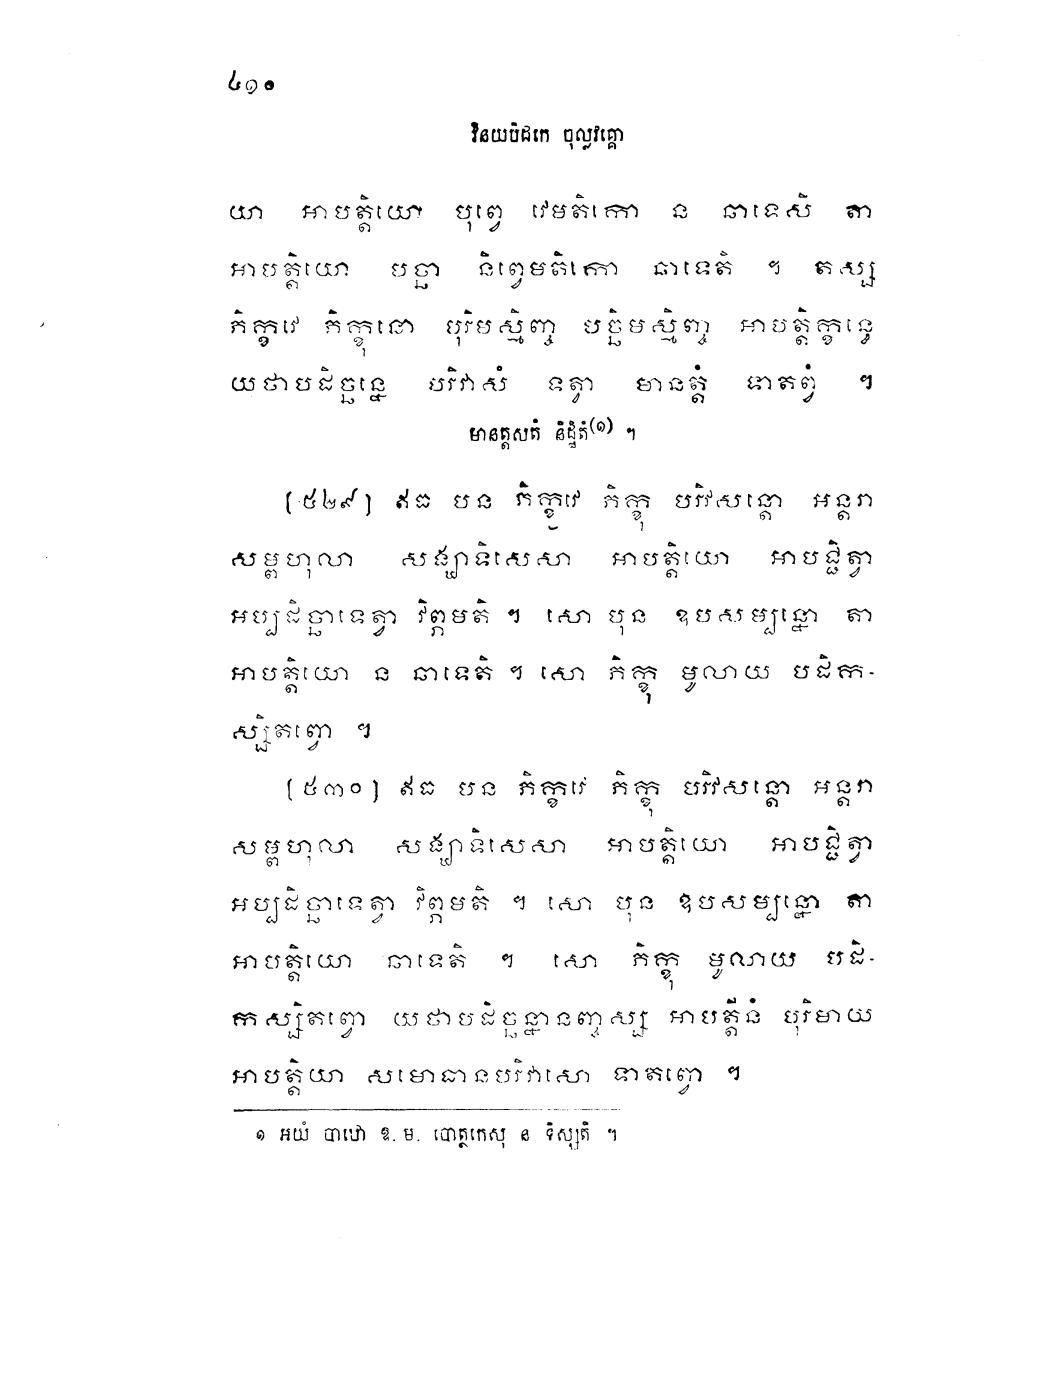 ៤១០
វិនយបិដកេ ចុល្លវគ្គោ
យា អាបត្តិយោ បុព្វេ វេមតិកោ ន ឆាទេសិ តា
អាបត្តិយោ បច្ឆា និព្វេមតិកោ ឆាទេតិ ។ តស្ស
ភិក្ខវេ ភិក្ខុនោ បុរិមស្មិញ្ច បច្ឆិមស្មិញ្ច អាបត្តិក្ខន្ធេ
យថាបដិច្ឆន្នេ បរិវាសំ ទត្វា មានត្តំ ទាតព្វំ ។
មានត្តសតំ និដ្ឋិតំ(១) ។
[៥២៩] ឥធ បន ភិក្ខវេ ភិក្ខុ បរិវសន្តោ អន្តរា
សម្ពហុលា សង្ឃាទិសេសា អាបត្តិយោ អាបជ្ជិត្វា
អប្បដិច្ឆាទេត្វា វិព្ភមតិ ។ សោ បុន ឧបសម្បន្នោ តា
អាបត្តិយោ ន ឆាទេតិ ។ សោ ភិក្ខុ មូលាយ បដិក-
ស្សិតព្វោ ។
[៥៣០] ឥធ បន ភិក្ខវេ ភិក្ខុ បរិវសន្តោ អន្តរា
សម្ពហុលា សង្ឃាទិសេសា អាបត្តិយោ អាបជ្ជិត្វា
អប្បដិច្ឆាទេត្វា វិព្ភមតិ ។ សោ បុន ឧបសម្បន្នោ តា
អាបត្តិយោ ឆាទេតិ ។ សោ ភិក្ខុ មូលាយ បដិ-
កស្សិតព្វោ យថាបដិច្ឆន្នានញ្ចស្ស អាបត្តីនំ បុរិមាយ
អាបត្តិយា សមោធានបរិវាសោ ទាតព្វោ ។
១ អយំ បាឋោ ឱ. ម. បោត្ថកេសុ ន ទិស្សតិ ។